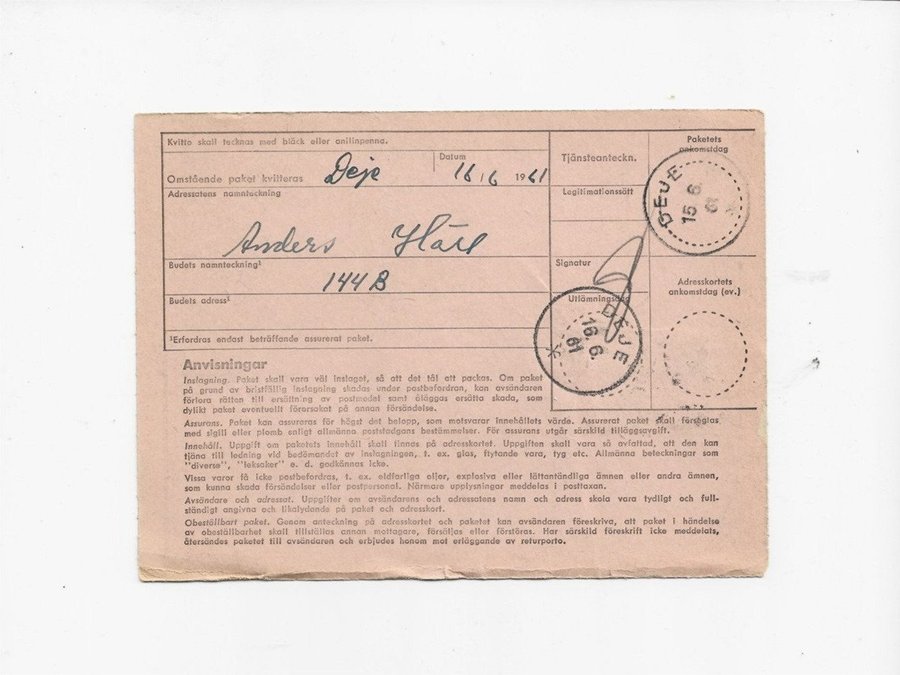 Kvitto skall tecknas med bläck eller anilinpenna.
Omstående paket kvitteras Deje
Datum
16/6 1961
Adressatens namnteckning
Anders
Budets namnteckning¹
144 B
Budets adress¹
¹Erfordras endast beträffande assurerat paket.
Tjänsteanteckn.
Legitimationssätt
Signatur
Utlämningsdag
DEJE
16.6.
61
Paketets
ankomstdag
DEJE
15 6.
61
Adresskortets
ankomstdag (ev.)
Anvisningar
Inslagning. Paket skall vara väl inslaget, så att det tål att packas. Om paket
på grund av bristfällig inslagning skadas under postbefordran, kan avsändaren
förlora rätten till ersättning av postmedel samt åläggas ersätta skada, som
dylikt paket eventuellt förorsakat på annan försändelse.
Assurans. Paket kan assureras för högst det belopp, som motsvarar innehållets värde. Assurerat paket skall förseglas
med sigill eller plomb enligt allmänna poststadgans bestämmelser. För assurans utgår särskild tilläggsavgift.
Innehåll. Uppgift om paketets innehåll skall finnas på adresskortet. Uppgiften skall vara så avfattad, att den kan
tjäna till ledning vid bedömandet av inslagningen, t. ex. glas, flytande vara, tyg etc. Allmänna beteckningar som
"diverse", "leksaker" e. d. godkännas icke.
Vissa varor få icke postbefordras, t. ex. eldfarliga oljor, explosiva eller lättantändliga ämnen eller andra ämnen,
som kunna skada försändelser eller postpersonal. Närmare upplysningar meddelas i posttaxan.
Avsändare och adressat. Uppgifter om avsändarens och adressatens namn och adress skola vara tydligt och full-
ständigt angivna och likalydande på paket och adresskort.
Obeställbart paket. Genom anteckning på adresskortet och paketet kan avsändaren föreskriva, att paket i händelse
av obeställbarhet skall tillställas annan mottagare, försäljas eller förstöras. Har särskild föreskrift icke meddelats,
återsändes paketet till avsändaren och erbjudes honom mot erläggande av returporto.